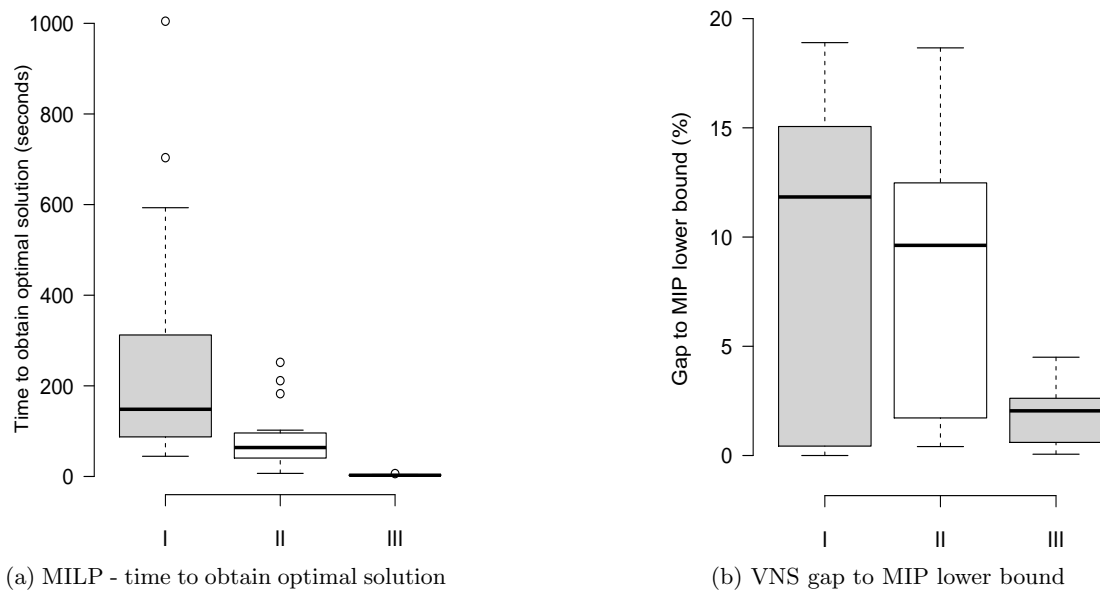 Time to obtain optimal solution (seconds)
1000
800
600
400
200
0
I II III
(a) MILP - time to obtain optimal solution
Gap to MIP lower bound (%)
20
15
10
5
0
I II III
(b) VNS gap to MIP lower bound